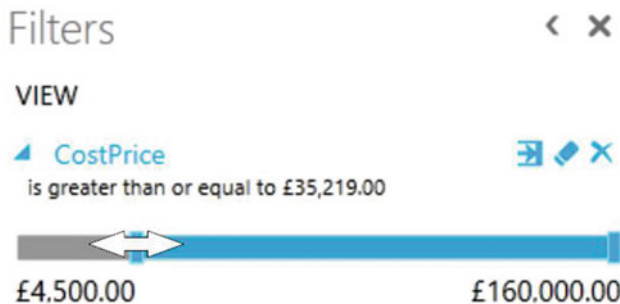 Filters
VIEW
CostPrice
is greater than or equal to £35,219.00
£4,500.00 £160,000.00